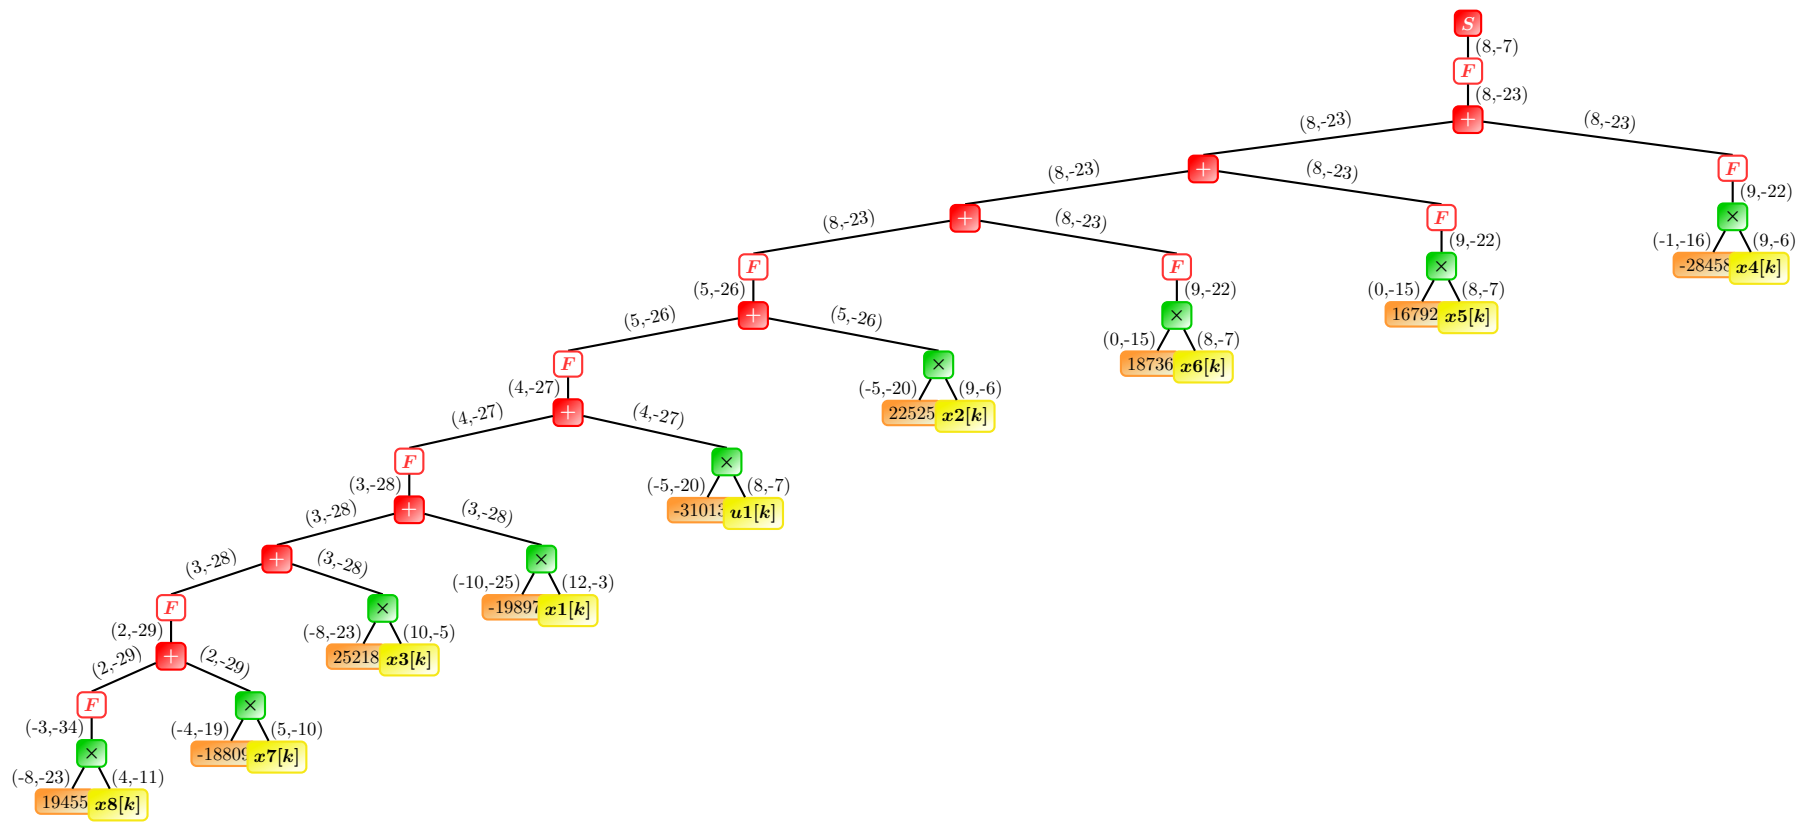 S
(8,-7)
F
(8,-23)
+
(8,-23) (8,-23)
+ F
(8,-23) (8,-23) (9,-22)
+ F ×
(8,-23) (8,-23) (9,-22) (-1,-16) (9,-6)
F F × -28458 x4[k]
(5,-26) (9,-22) (0,-15) (8,-7)
+ × 16792 x5[k]
(5,-26) (5,-26) (0,-15) (8,-7)
F × 18736 x6[k]
(4,-27) (-5,-20) (9,-6)
+ 22525 x2[k]
(4,-27) (4,-27)
F ×
(3,-28) (-5,-20) (8,-7)
+ -31013 u1[k]
(3,-28) (3,-28)
+ ×
(3,-28) (3,-28) (-10,-25) (12,-3)
F × -19897 x1[k]
(2,-29) (-8,-23) (10,-5)
+ 25218 x3[k]
(2,-29) (2,-29)
F ×
(-3,-34) (-4,-19) (5,-10)
× -18809 x7[k]
(-8,-23) (4,-11)
19455 x8[k]